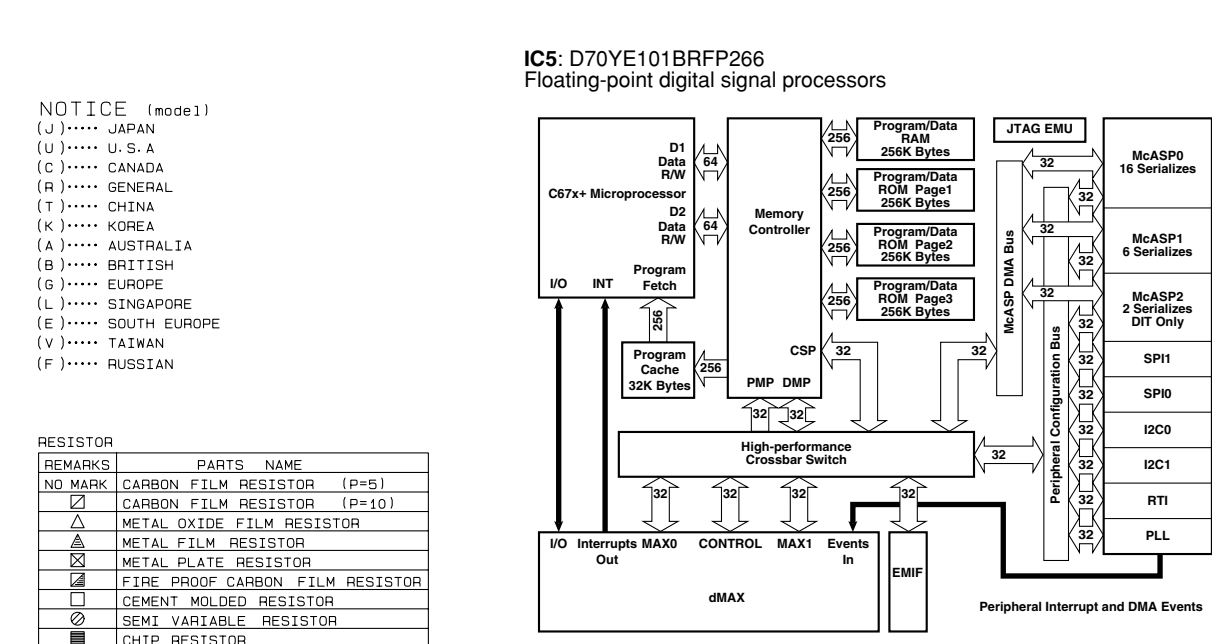 NOTICE (model)
(J)..... JAPAN
(U)..... U.S.A
(C)..... CANADA
(R)..... GENERAL
(T)..... CHINA
(K)..... KOREA
(A)..... AUSTRALIA
(B)..... BRITISH
(G)..... EUROPE
(L)..... SINGAPORE
(E)..... SOUTH EUROPE
(V)..... TAIWAN
(F)..... RUSSIAN
RESISTOR
REMARKS PARTS NAME
NO MARK CARBON FILM RESISTOR (P=5)
CARBON FILM RESISTOR (P=10)
METAL OXIDE FILM RESISTOR
METAL FILM RESISTOR
METAL PLATE RESISTOR
FIRE PROOF CARBON FILM RESISTOR
CEMENT MOLDED RESISTOR
SEMI VARIABLE RESISTOR
CHIP RESISTOR
IC5: D70YE101BRFP266
Floating-point digital signal processors
D1
Data
R/W
C67x+ Microprocessor
D2
Data
R/W
Program
Fetch
I/O INT
64
64
256
Program
Cache
32K Bytes
256
Memory
Controller
CSP
PMP DMP
256
Program/Data
RAM
256K Bytes
256
Program/Data
ROM Page1
256K Bytes
256
Program/Data
ROM Page2
256K Bytes
256
Program/Data
ROM Page3
256K Bytes
32
32
32
32
High-performance
Crossbar Switch
32
32
32
32
32
I/O Interrupts MAX0 CONTROL MAX1 Events
Out In
dMAX
EMIF
JTAG EMU
McASP DMA Bus
Peripheral Configuration Bus
32
32
32
32
32
32
32
32
32
32
32
32
McASP0
16 Serializes
McASP1
6 Serializes
McASP2
2 Serializes
DIT Only
SPI1
SPI0
I2C0
I2C1
RTI
PLL
Peripheral Interrupt and DMA Events